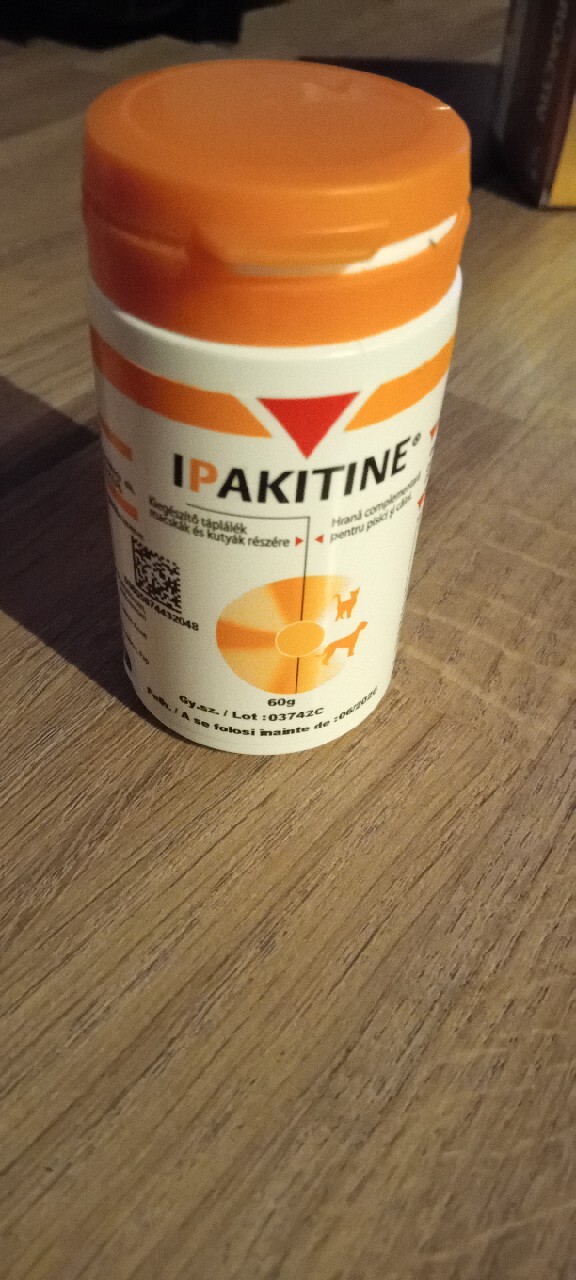 IPAKITINE®
Kiegészítő táplálék
macskák és kutyák részére
Hrană complementară
pentru pisici și câini.
60g
Gy.sz. / Lot :03742C
Felh. / A se folosi înainte de :